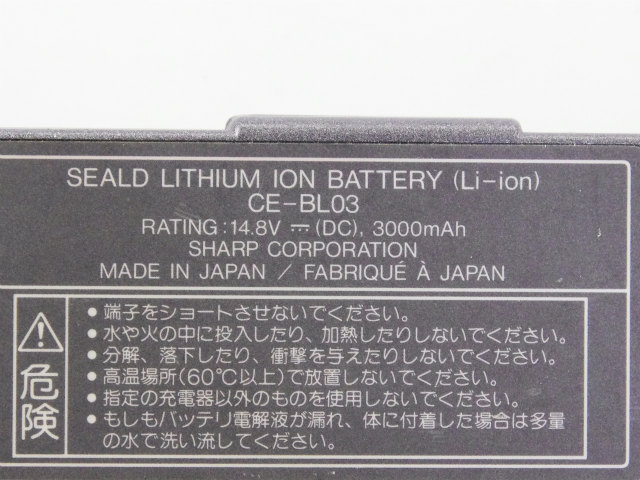 SEALD LITHIUM ION BATTERY (Li-ion)
CE-BL03
RATING:14.8V ⎓ (DC), 3000mAh
SHARP CORPORATION
MADE IN JAPAN / FABRIQUÉ À JAPAN
危険
●端子をショートさせないでください。
●水や火の中に投入したり、加熱したりしないでください。
●分解、落下したり、衝撃を与えたりしないでください。
●高温場所(60℃以上)で放置しないでください。
●指定の充電器以外のものを使用しないでください。
●もしもバッテリ電解液が漏れ、体に付着した場合は多量
の水で洗い流してください。